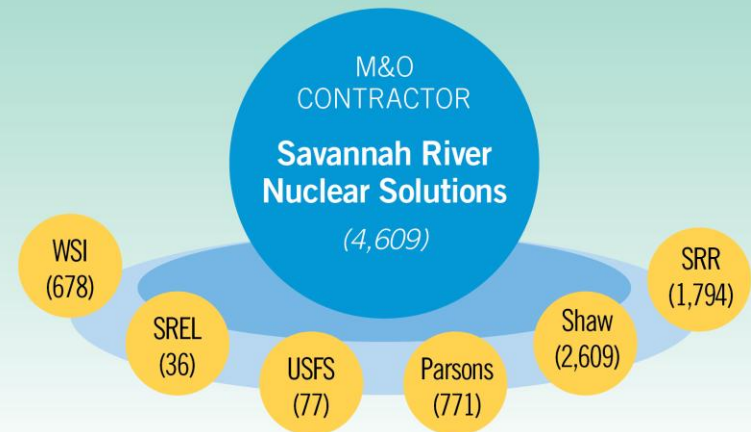 M&O
CONTRACTOR
Savannah River
Nuclear Solutions
(4,609)
WSI
(678)
SREL
(36)
USFS
(77)
Parsons
(771)
Shaw
(2,609)
SRR
(1,794)